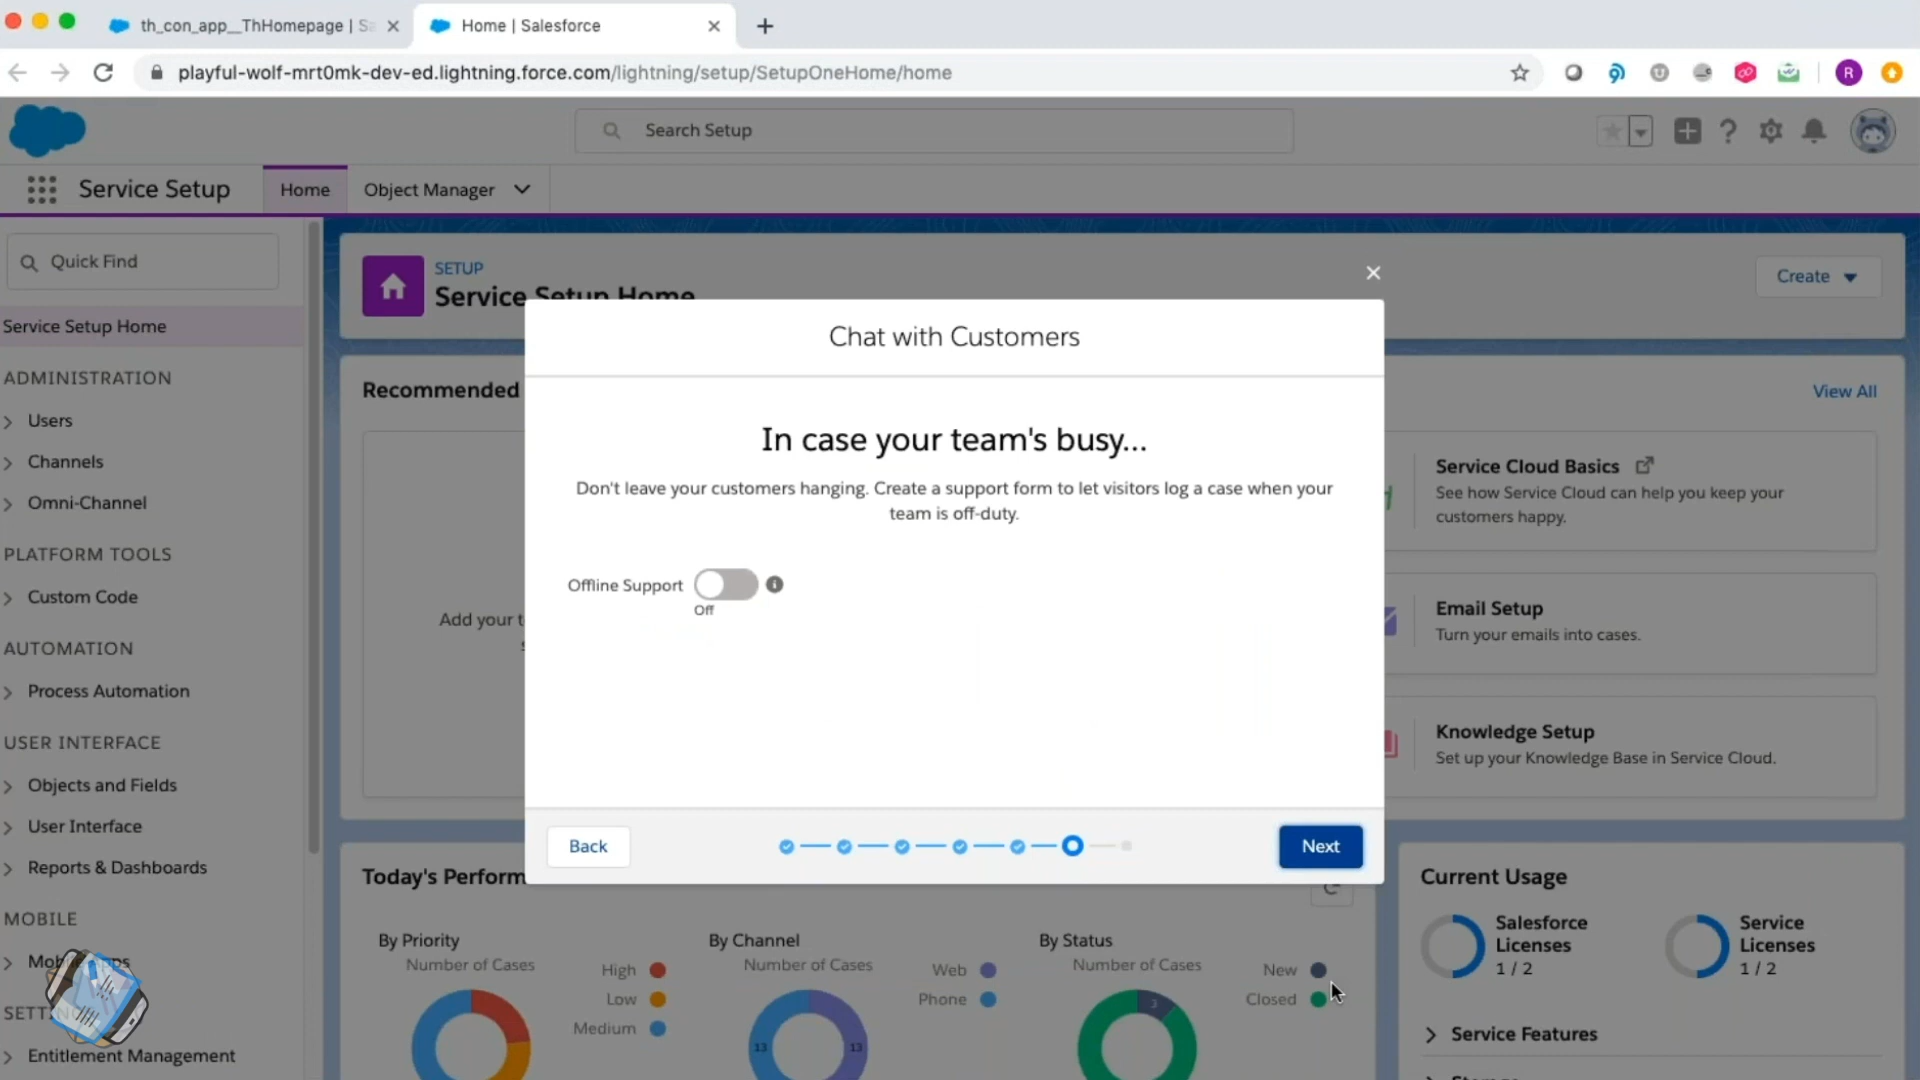 th_con_app__ThHomepage | Sa
Home | Salesforce
playful-wolf-mrt0mk-dev-ed.lightning.force.com/lightning/setup/SetupOneHome/home
R
Search Setup
Service Setup
Home
Object Manager
Quick Find
Service Setup Home
ADMINISTRATION
Users
Channels
Omni-Channel
PLATFORM TOOLS
Custom Code
AUTOMATION
Process Automation
USER INTERFACE
Objects and Fields
User Interface
Reports & Dashboards
MOBILE
Entitlement Management
SETUP
Service Setup Home
Create
Recommended
View All
Add your
Chat with Customers
In case your team's busy...
Don't leave your customers hanging. Create a support form to let visitors log a case when your
team is off-duty.
Offline Support
Off
Back
Next
Service Cloud Basics
See how Service Cloud can help you keep your
customers happy.
Email Setup
Turn your emails into cases.
Knowledge Setup
Set up your Knowledge Base in Service Cloud.
Today's Perform
By Priority
Number of Cases
High
Low
Medium
By Channel
Number of Cases
Web
Phone
13
13
By Status
Number of Cases
New
Closed
3
Current Usage
Salesforce
Licenses
1 / 2
Service
Licenses
1 / 2
Service Features